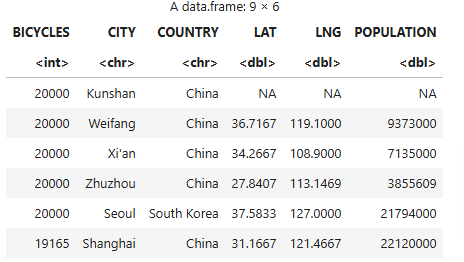 A data.frame: 9 × 6
BICYCLES CITY COUNTRY LAT LNG POPULATION
<int> <chr> <chr> <dbl> <dbl> <dbl>
20000 Kunshan China NA NA NA
20000 Weifang China 36.7167 119.1000 9373000
20000 Xi'an China 34.2667 108.9000 7135000
20000 Zhuzhou China 27.8407 113.1469 3855609
20000 Seoul South Korea 37.5833 127.0000 21794000
19165 Shanghai China 31.1667 121.4667 22120000